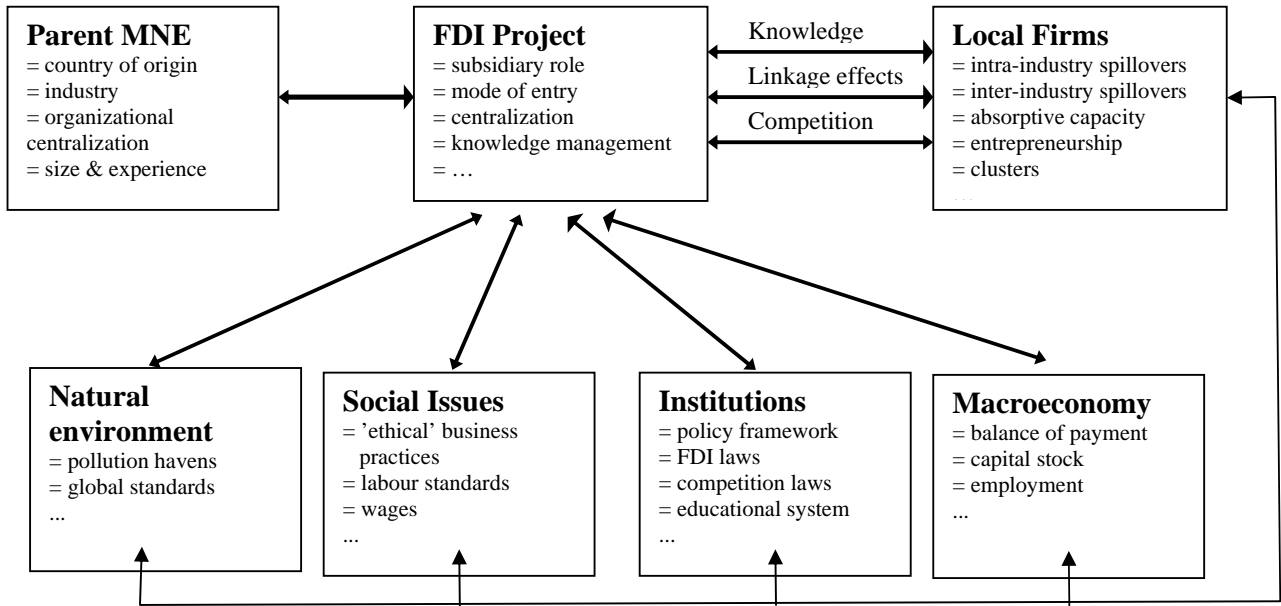 Parent MNE
= country of origin
= industry
= organizational
centralization
= size & experience
FDI Project
= subsidiary role
= mode of entry
= centralization
= knowledge management
= …
Knowledge
Linkage effects
Competition
Local Firms
= intra-industry spillovers
= inter-industry spillovers
= absorptive capacity
= entrepreneurship
= clusters
...
Natural
environment
= pollution havens
= global standards
...
Social Issues
= ’ethical’ business
practices
= labour standards
= wages
...
Institutions
= policy framework
= FDI laws
= competition laws
= educational system
...
Macroeconomy
= balance of payment
= capital stock
= employment
...